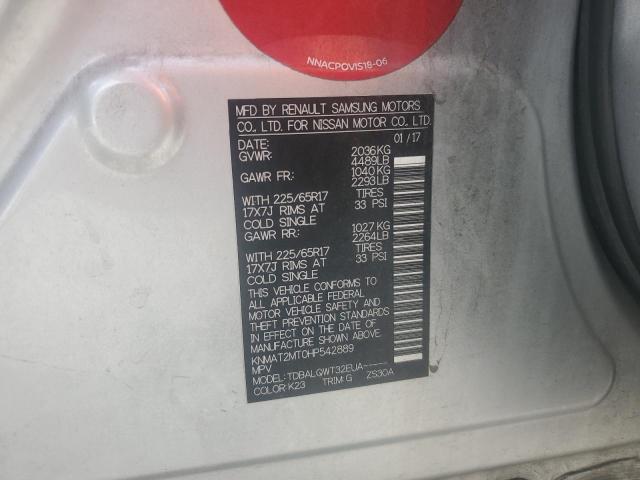 NNACPOVIS18-06
MFD BY RENAULT SAMSUNG MOTORS
CO., LTD. FOR NISSAN MOTOR CO., LTD.
DATE: 01/17
GVWR: 2036KG
4489LB
GAWR FR: 1040KG
2293LB
WITH 225/65R17 TIRES
17X7J RIMS AT 33 PSI
COLD SINGLE
GAWR RR: 1027KG
2264LB
WITH 225/65R17 TIRES
17X7J RIMS AT 33 PSI
COLD SINGLE
THIS VEHICLE CONFORMS TO
ALL APPLICABLE FEDERAL
MOTOR VEHICLE SAFETY AND
THEFT PREVENTION STANDARDS
IN EFFECT ON THE DATE OF
MANUFACTURE SHOWN ABOVE.
KNMAT2MT0HP542889
MPV
MODEL: TDBALQWT32EUA-----
COLOR: K23 TRIM: G ZS30A